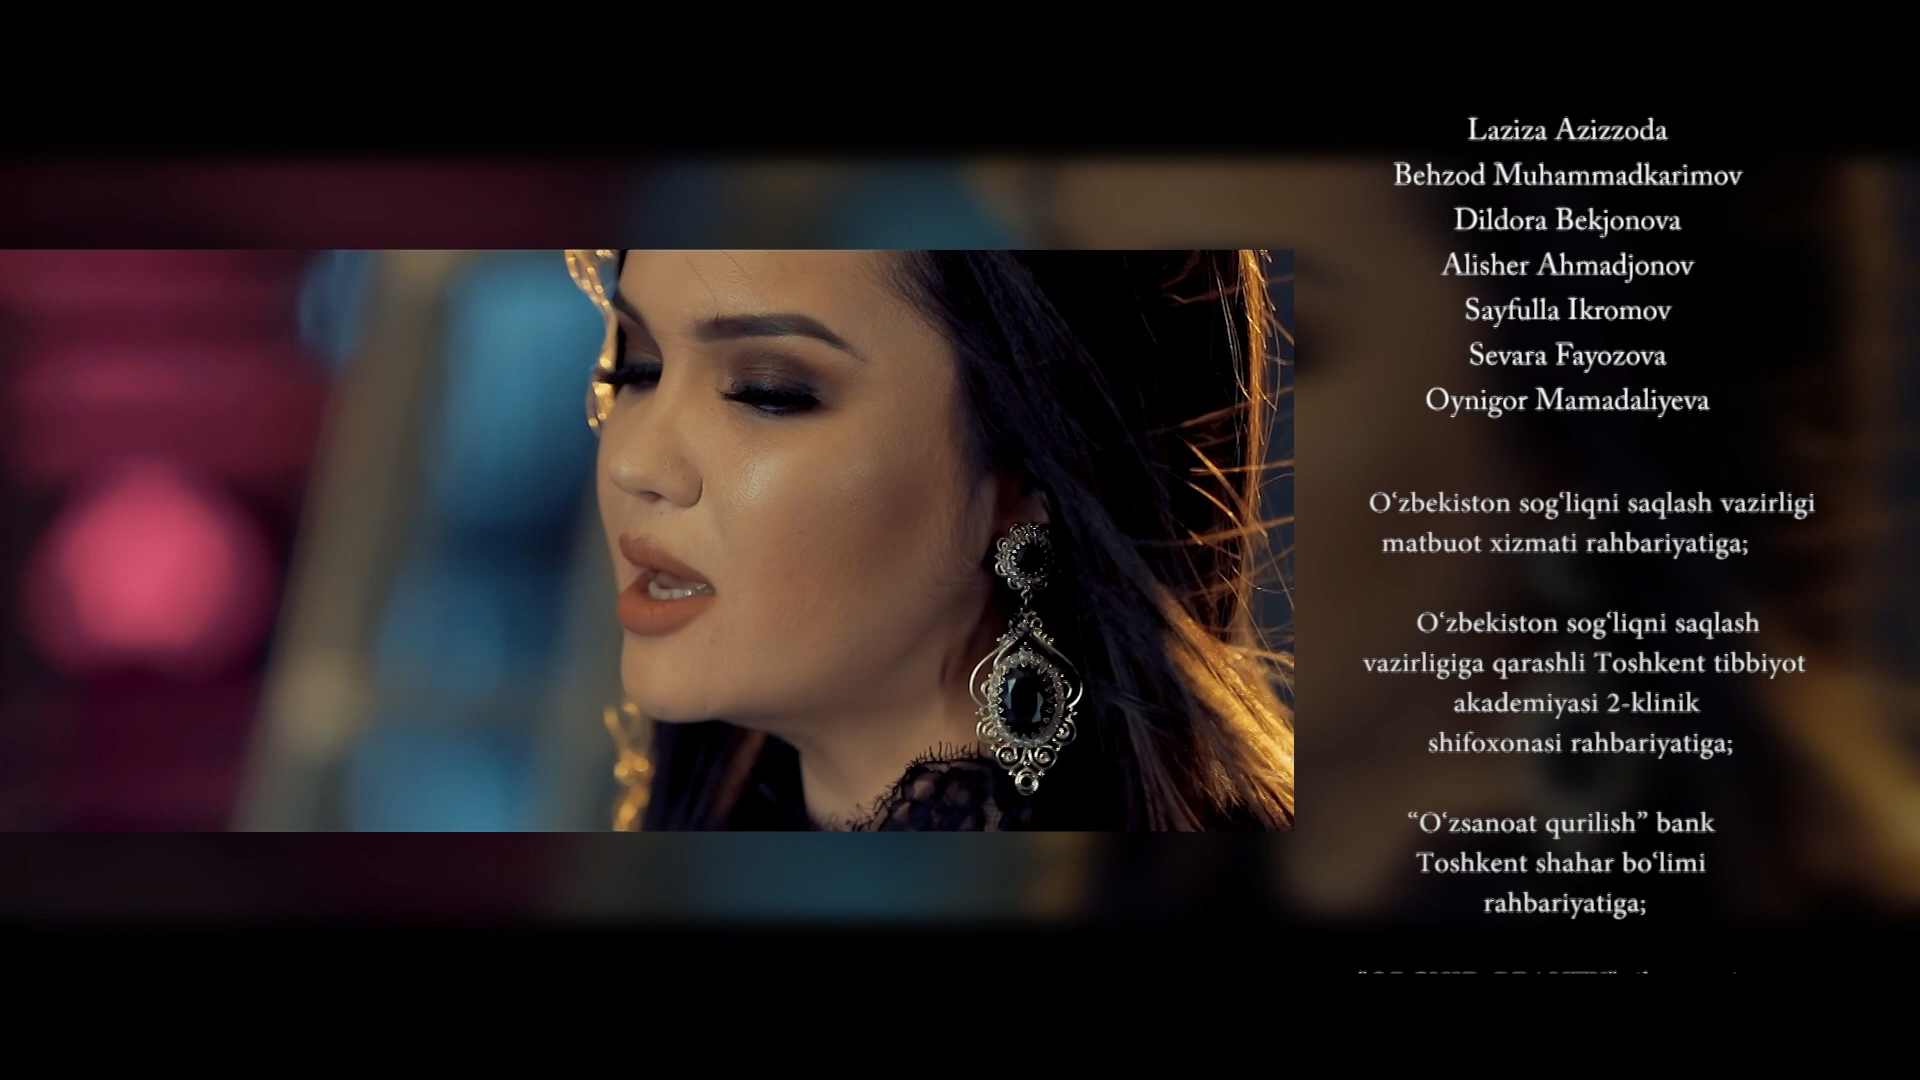 Laziza Azizzoda
Behzod Muhammadkarimov
Dildora Bekjonova
Alisher Ahmadjonov
Sayfulla Ikromov
Sevara Fayozova
Oynigor Mamadaliyeva
O‘zbekiston sog‘liqni saqlash vazirligi
matbuot xizmati rahbariyatiga;
O‘zbekiston sog‘liqni saqlash
vazirligiga qarashli Toshkent tibbiyot
akademiyasi 2-klinik
shifoxonasi rahbariyatiga;
“O‘zsanoat qurilish” bank
Toshkent shahar bo‘limi
rahbariyatiga;